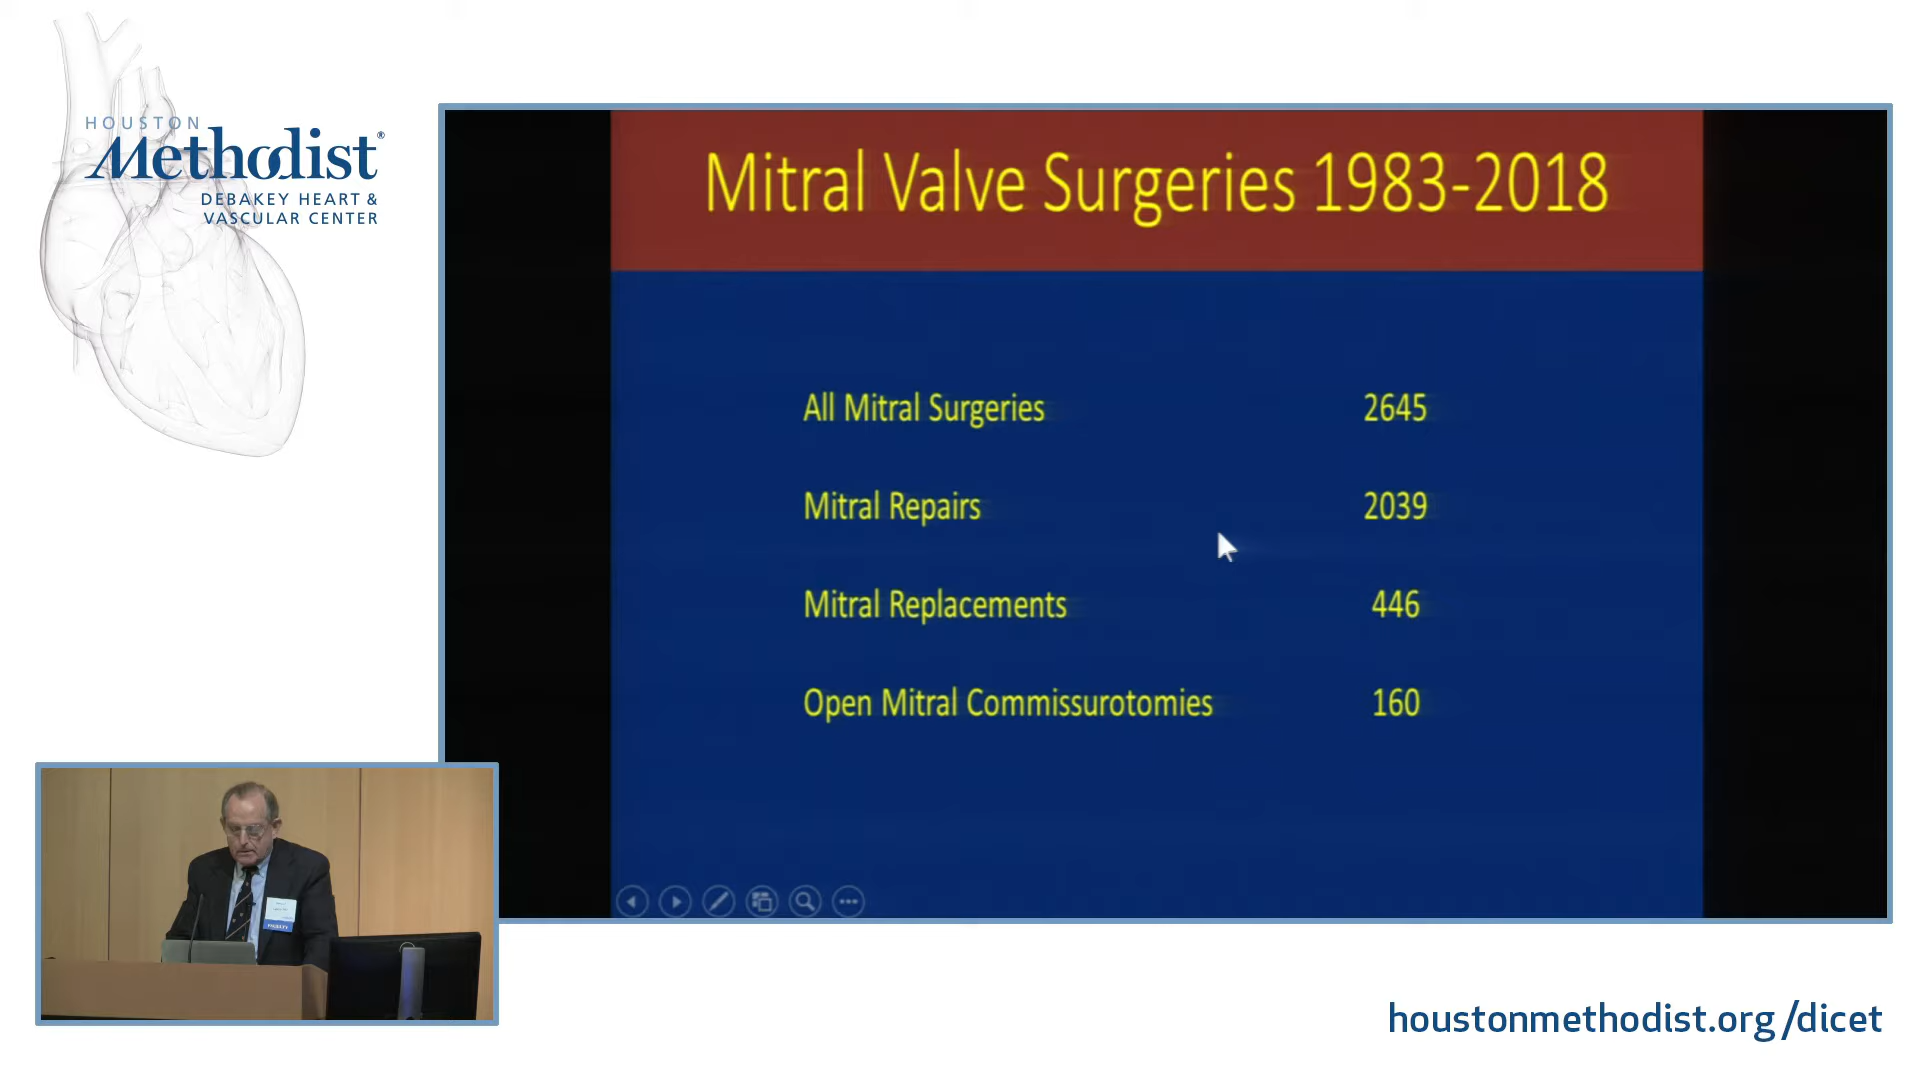 HOUSTON
Methodist®
DEBAKEY HEART &
VASCULAR CENTER
Mitral Valve Surgeries 1983-2018
All Mitral Surgeries 2645
Mitral Repairs 2039
Mitral Replacements 446
Open Mitral Commissurotomies 160
FACULTY
houstonmethodist.org/dicet